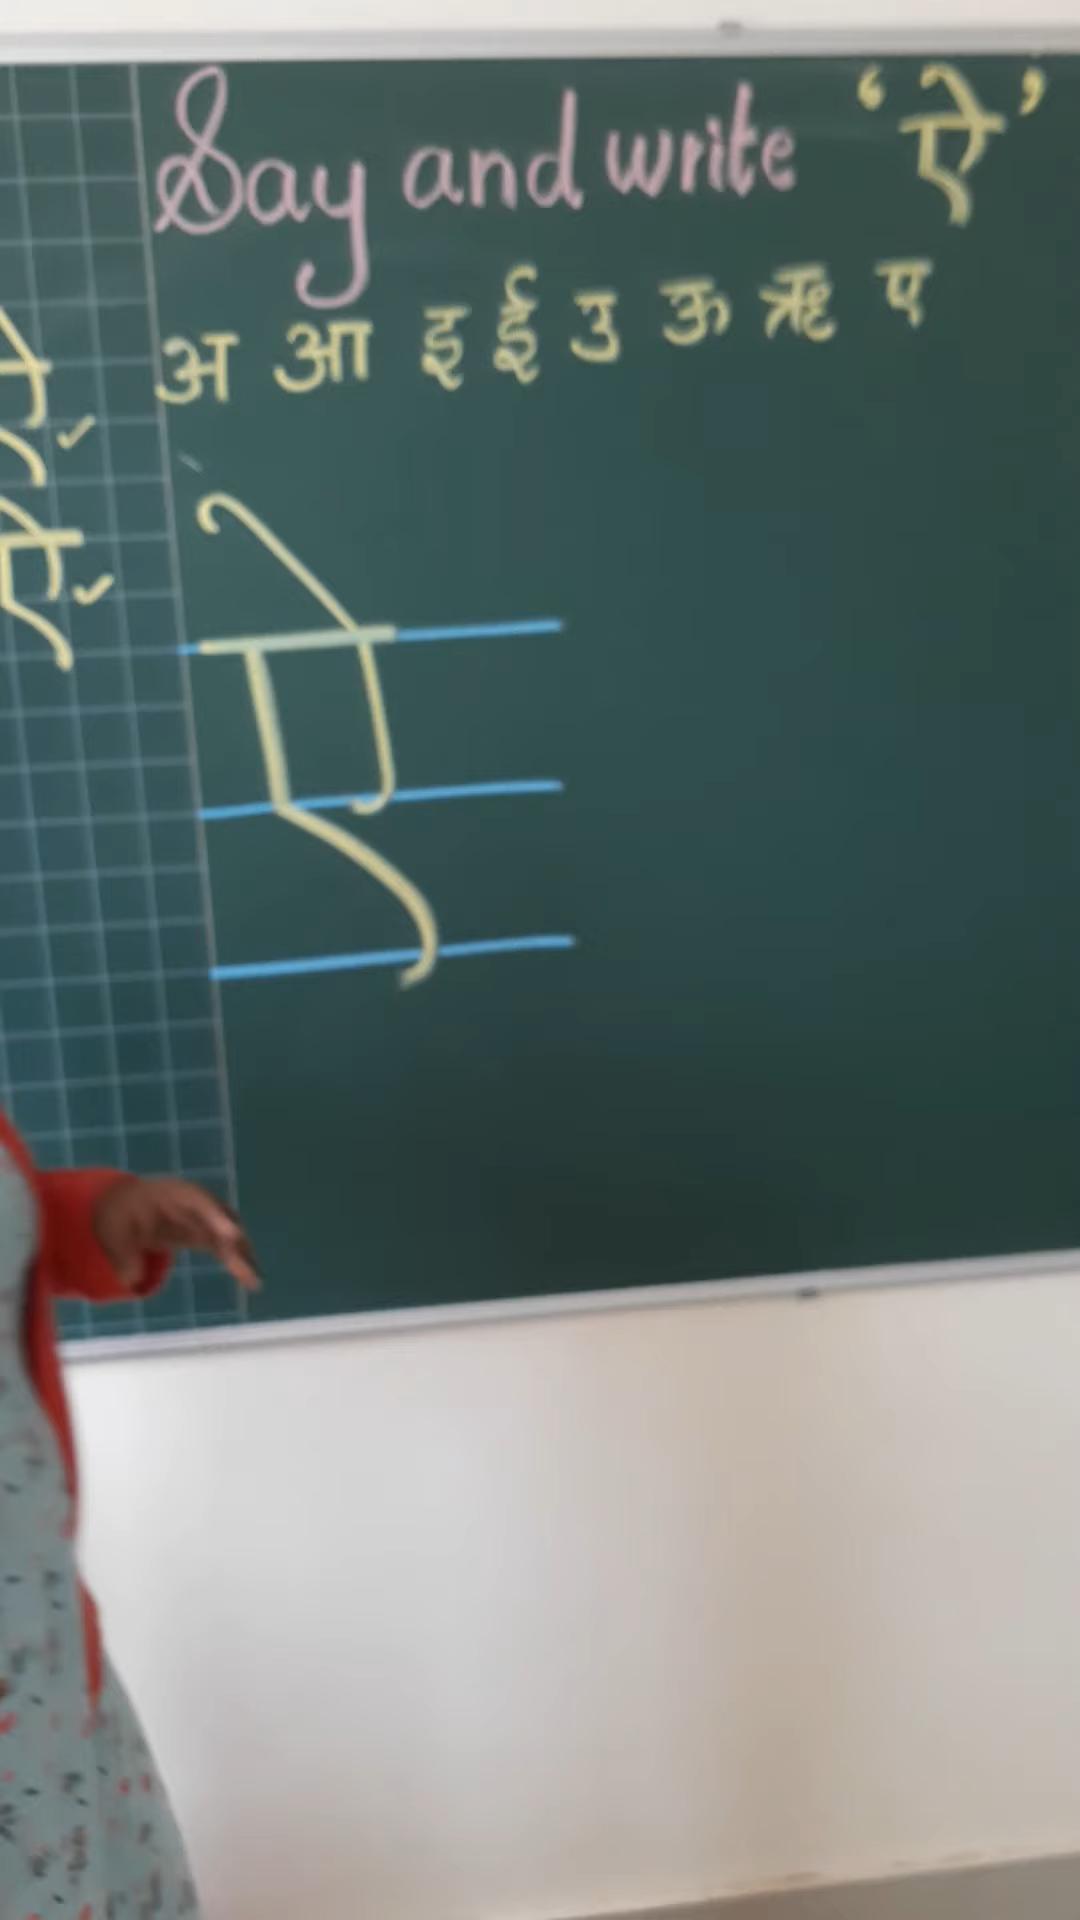 Say and write ‘ऐ’
अ आ इ ई उ ऊ ऋ ए
ऐ